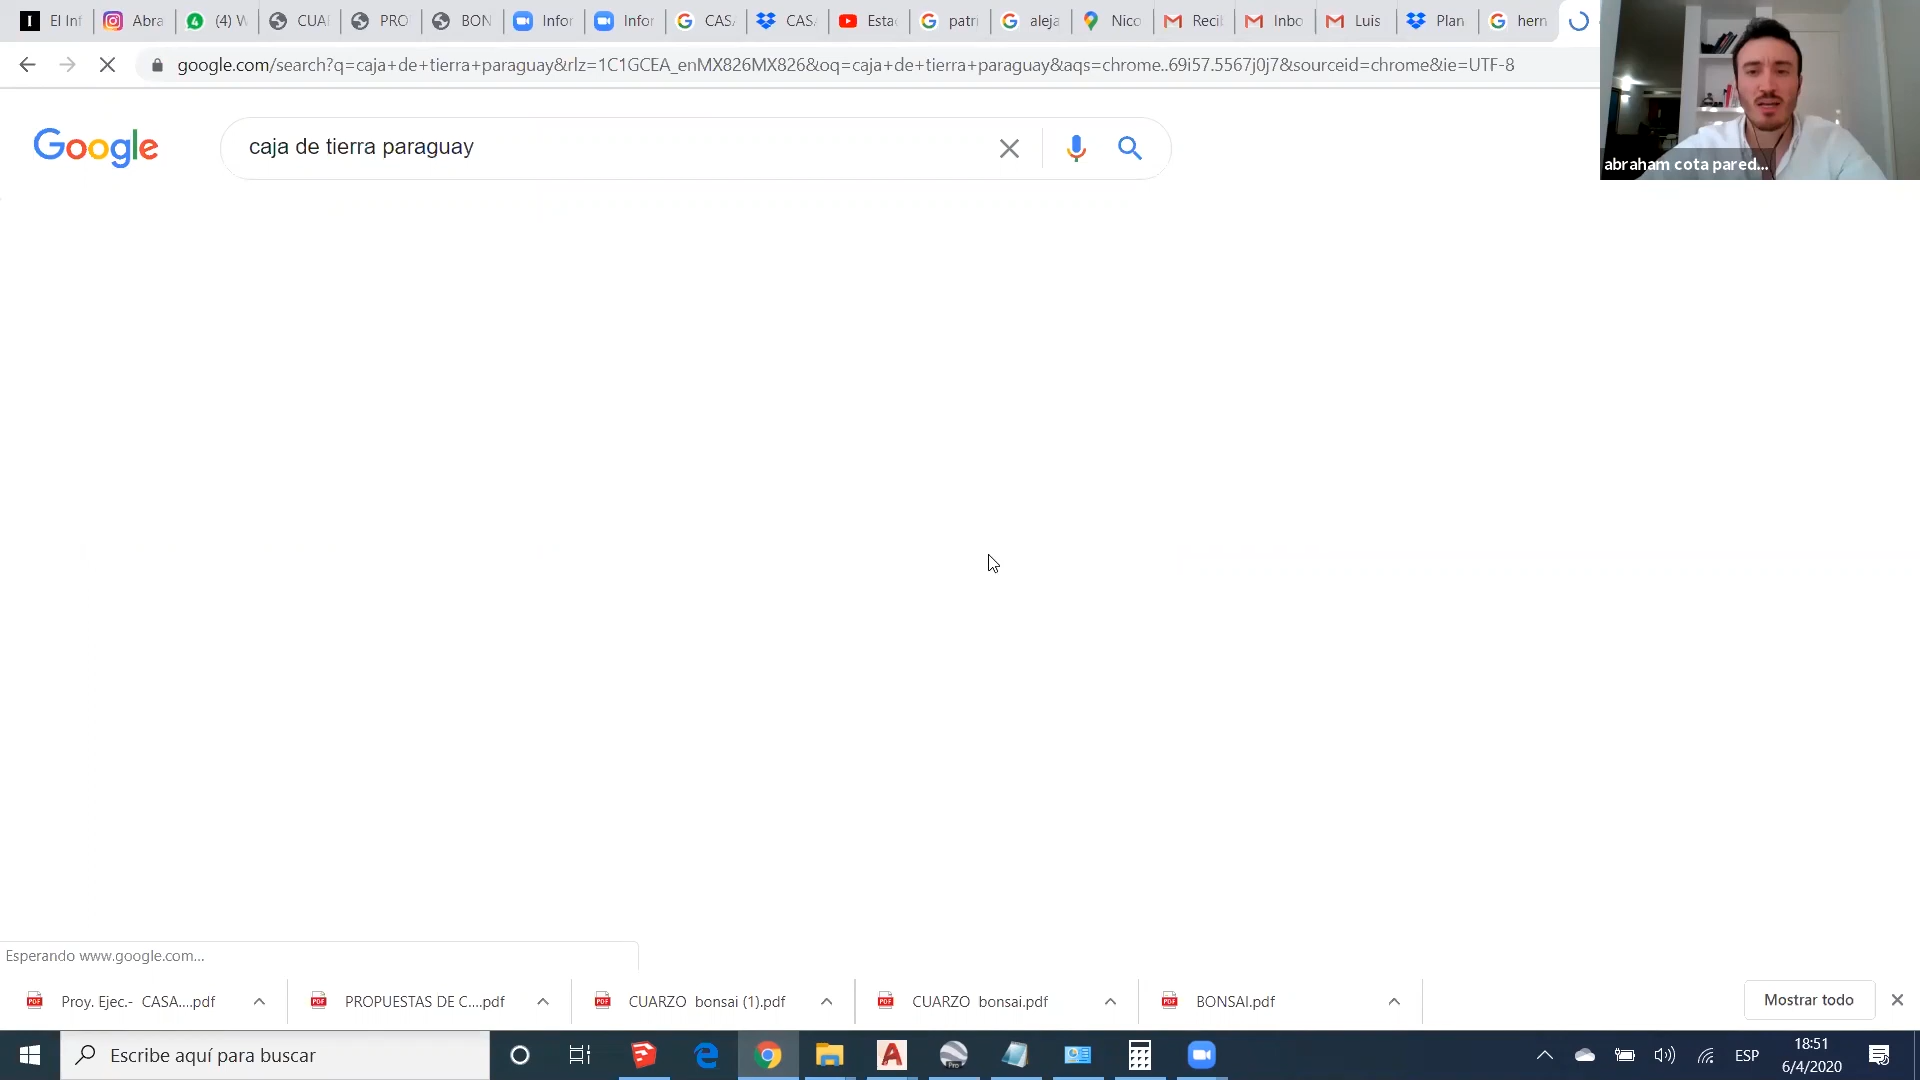 El Inf
Abra
(4) W
CUA
PRO
BON
Infor
Infor
CAS
CAS
Esta
patri
aleja
Nico
Recib
Inbo
Luis
Plan
hern
google.com/search?q=caja+de+tierra+paraguay&rlz=1C1GCEA_enMX826MX826&oq=caja+de+tierra+paraguay&aqs=chrome..69i57.5567j0j7&sourceid=chrome&ie=UTF-8
Google
caja de tierra paraguay
abraham cota pared...
Esperando www.google.com...
Proy. Ejec.- CASA....pdf
PROPUESTAS DE C....pdf
CUARZO bonsai (1).pdf
CUARZO bonsai.pdf
BONSAI.pdf
Mostrar todo
Escribe aquí para buscar
Pro
ESP
18:51
6/4/2020